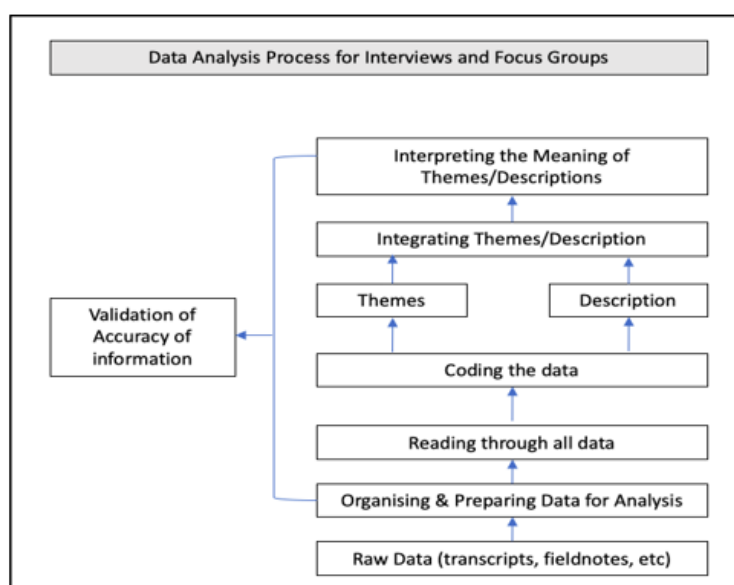 Data Analysis Process for Interviews and Focus Groups
Interpreting the Meaning of
Themes/Descriptions
Integrating Themes/Description
Themes
Description
Validation of
Accuracy of
information
Coding the data
Reading through all data
Organising & Preparing Data for Analysis
Raw Data (transcripts, fieldnotes, etc)